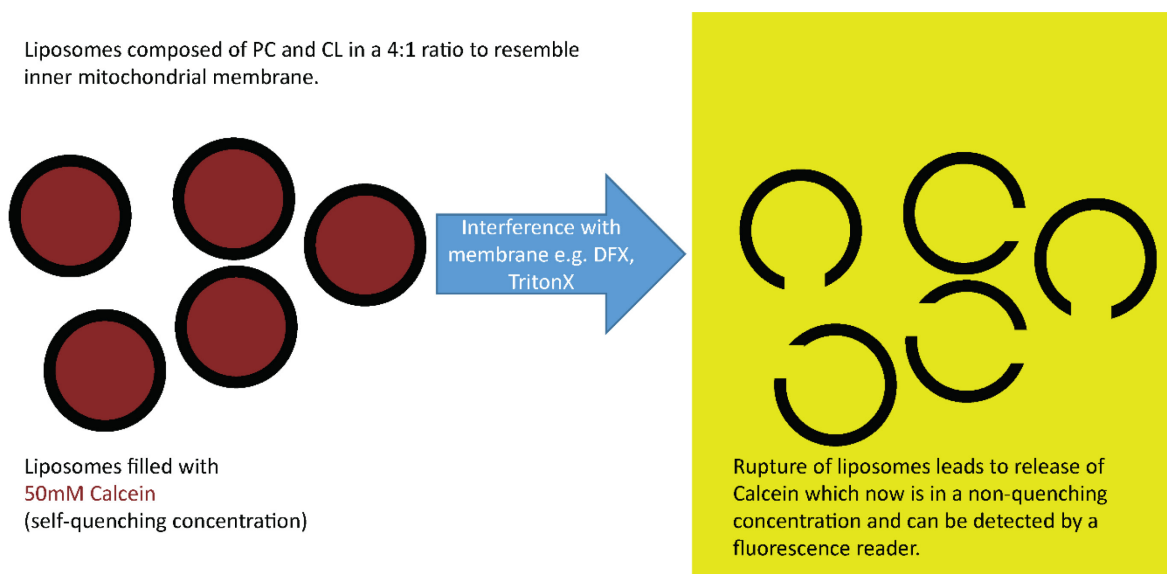 Liposomes composed of PC and CL in a 4:1 ratio to resemble
inner mitochondrial membrane.
Interference with
membrane e.g. DFX,
TritonX
Liposomes filled with
50mM Calcein
(self-quenching concentration)
Rupture of liposomes leads to release of
Calcein which now is in a non-quenching
concentration and can be detected by a
fluorescence reader.